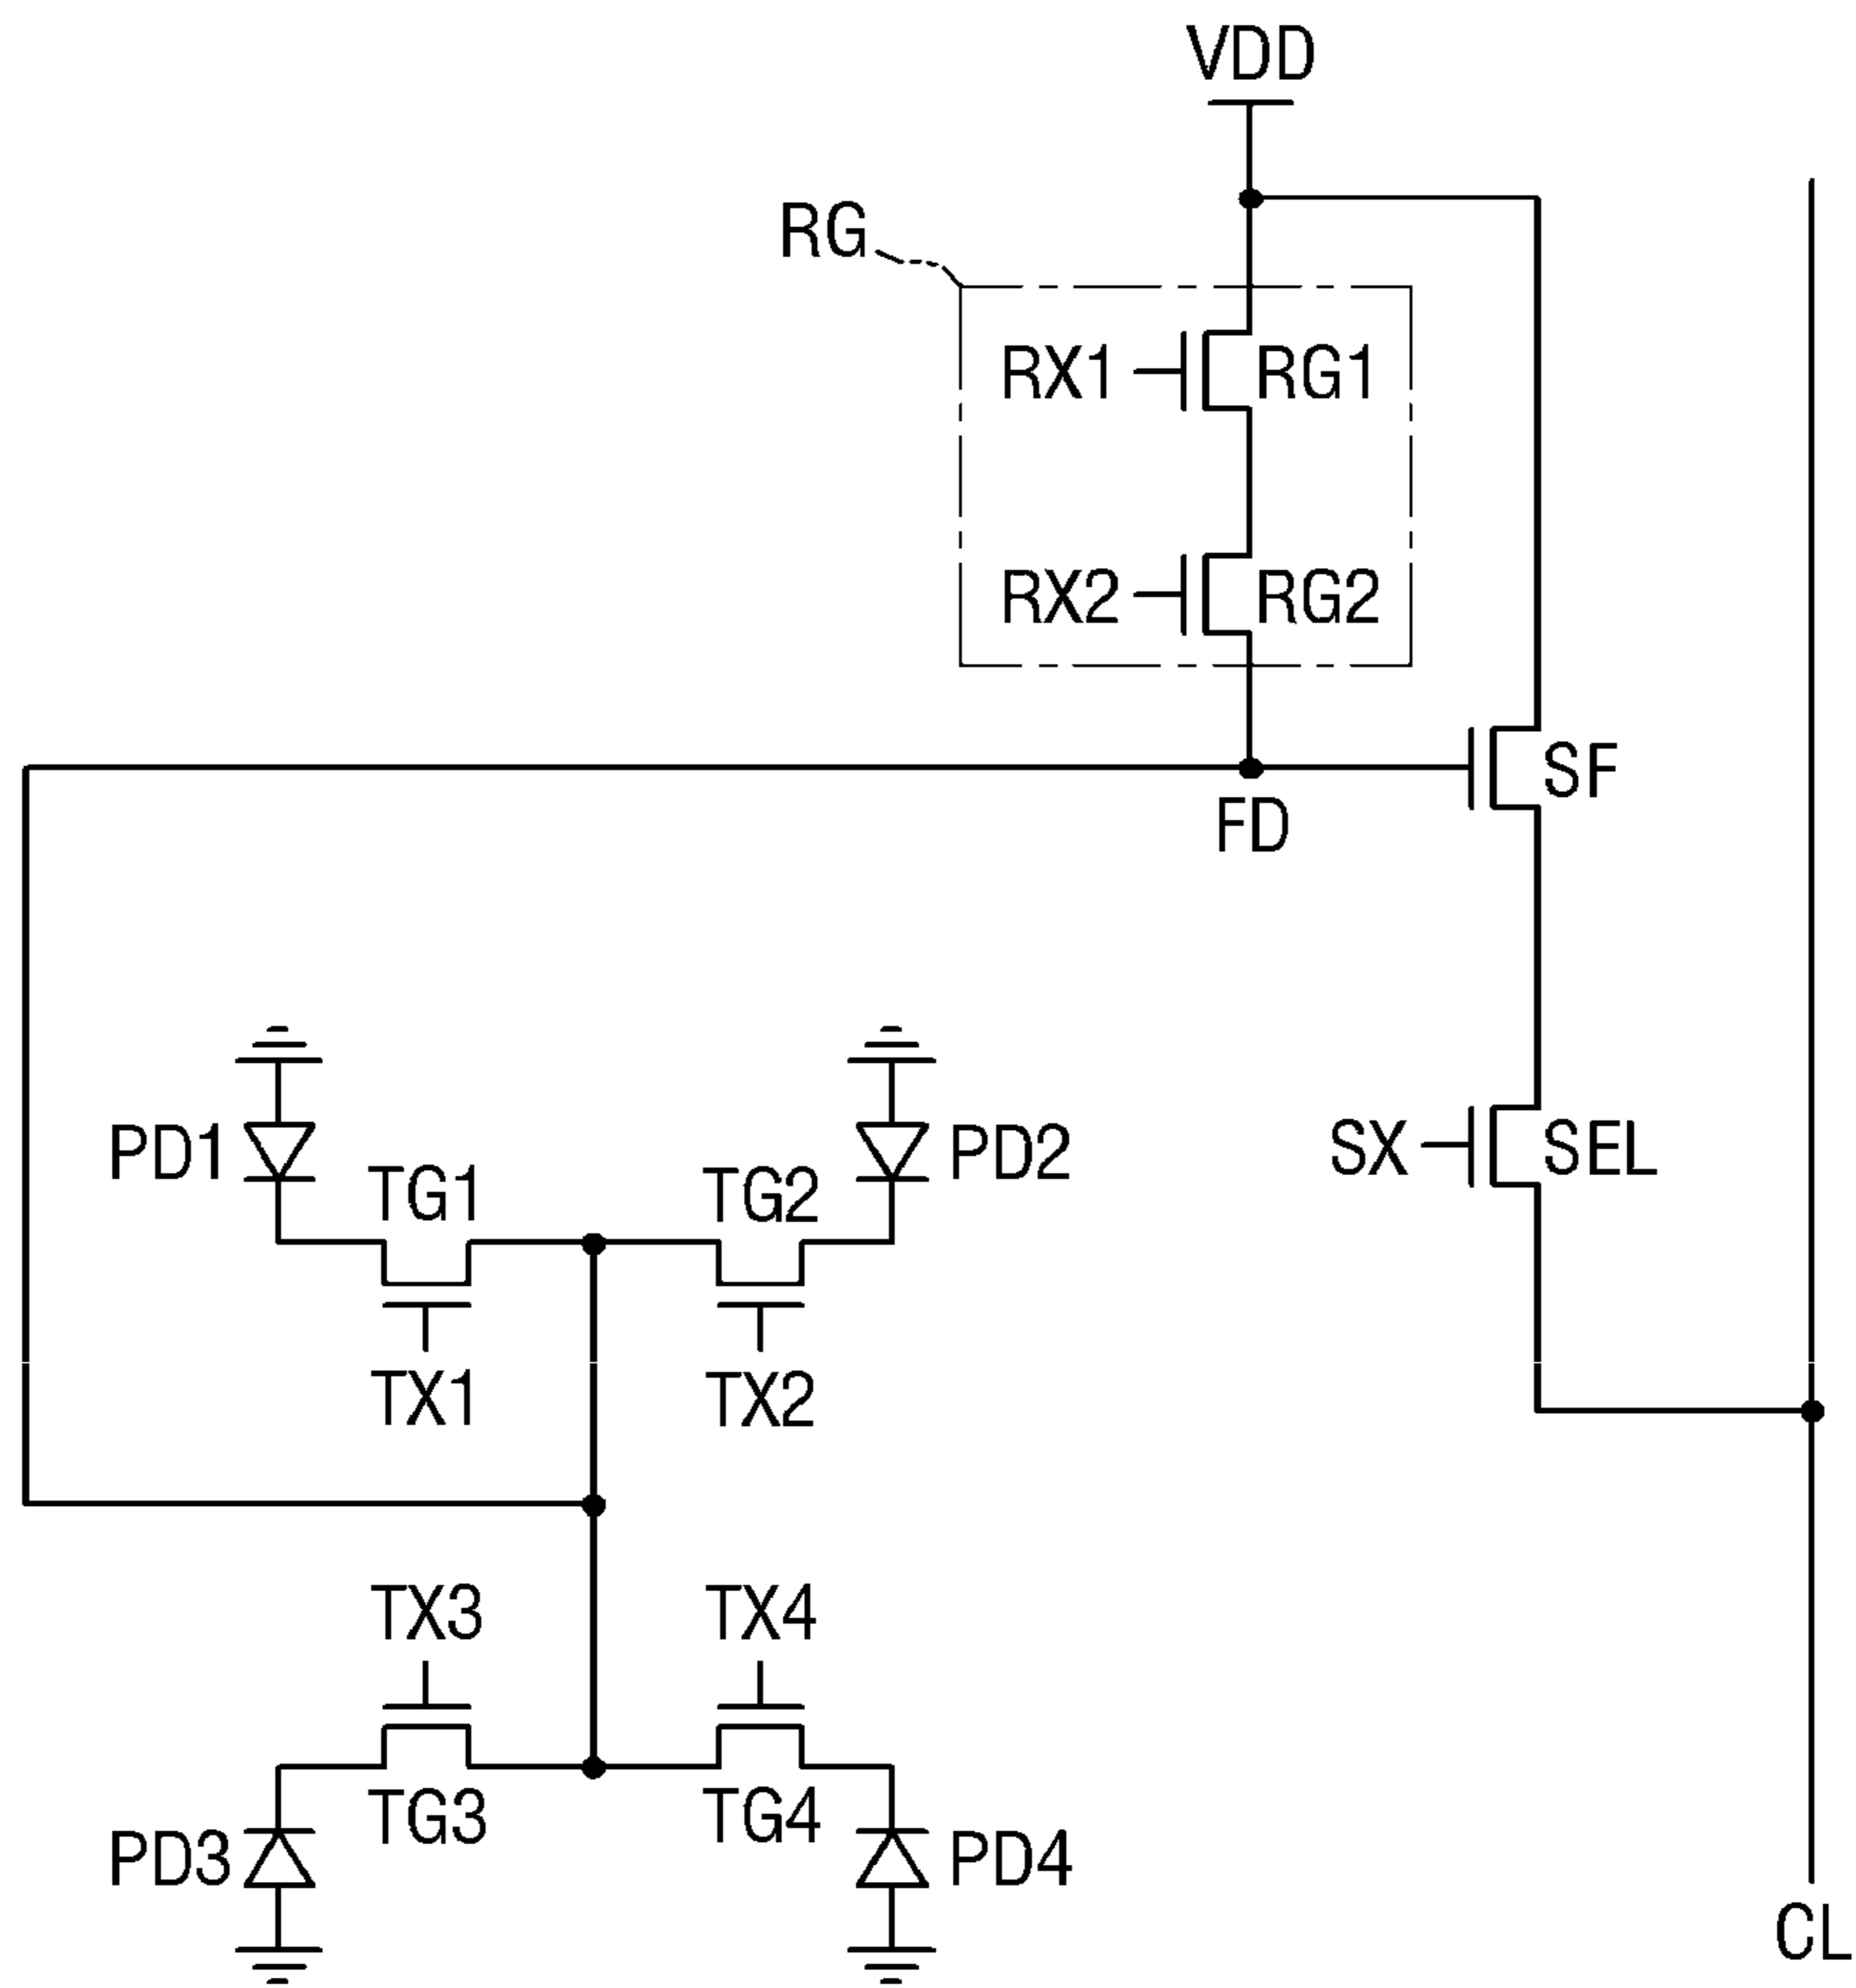 VDD
RG
RX1
RG1
RX2
RG2
SF
FD
PD1
TG1
TG2
PD2
SX
SEL
TX1
TX2
TX3
TX4
TG3
TG4
PD3
PD4
CL